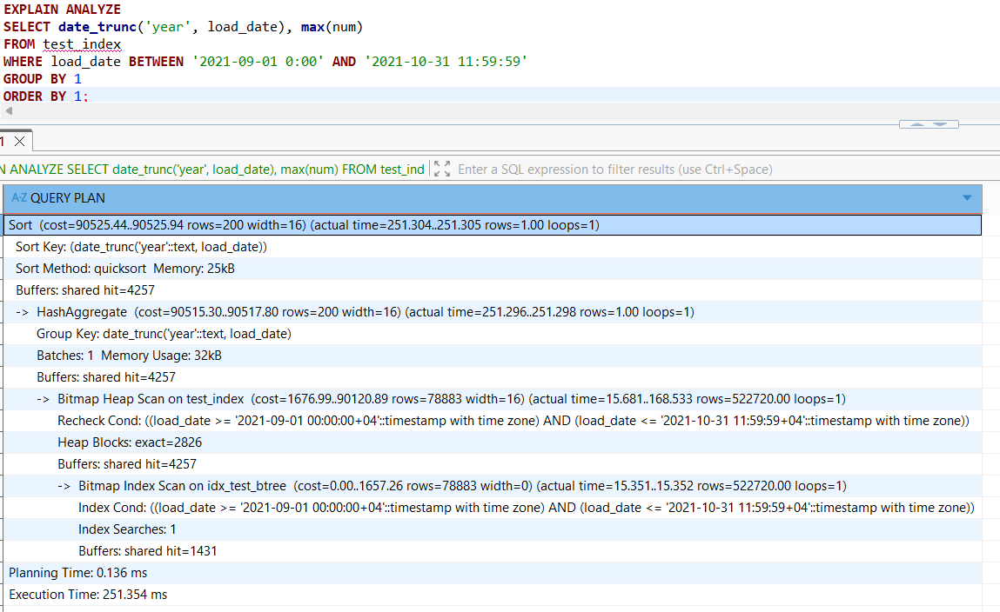 EXPLAIN ANALYZE
SELECT date_trunc('year', load_date), max(num)
FROM test_index
WHERE load_date BETWEEN '2021-09-01 0:00' AND '2021-10-31 11:59:59'
GROUP BY 1
ORDER BY 1;
1
N ANALYZE SELECT date_trunc('year', load_date), max(num) FROM test_ind Enter a SQL expression to filter results (use Ctrl+Space)
A-Z QUERY PLAN
Sort (cost=90525.44..90525.94 rows=200 width=16) (actual time=251.304..251.305 rows=1.00 loops=1)
Sort Key: (date_trunc('year'::text, load_date))
Sort Method: quicksort Memory: 25kB
Buffers: shared hit=4257
-> HashAggregate (cost=90515.30..90517.80 rows=200 width=16) (actual time=251.296..251.298 rows=1.00 loops=1)
Group Key: date_trunc('year'::text, load_date)
Batches: 1 Memory Usage: 32kB
Buffers: shared hit=4257
-> Bitmap Heap Scan on test_index (cost=1676.99..90120.89 rows=78883 width=16) (actual time=15.681..168.533 rows=522720.00 loops=1)
Recheck Cond: ((load_date >= '2021-09-01 00:00:00+04'::timestamp with time zone) AND (load_date <= '2021-10-31 11:59:59+04'::timestamp with time zone))
Heap Blocks: exact=2826
Buffers: shared hit=4257
-> Bitmap Index Scan on idx_test_btree (cost=0.00..1657.26 rows=78883 width=0) (actual time=15.351..15.352 rows=522720.00 loops=1)
Index Cond: ((load_date >= '2021-09-01 00:00:00+04'::timestamp with time zone) AND (load_date <= '2021-10-31 11:59:59+04'::timestamp with time zone))
Index Searches: 1
Buffers: shared hit=1431
Planning Time: 0.136 ms
Execution Time: 251.354 ms